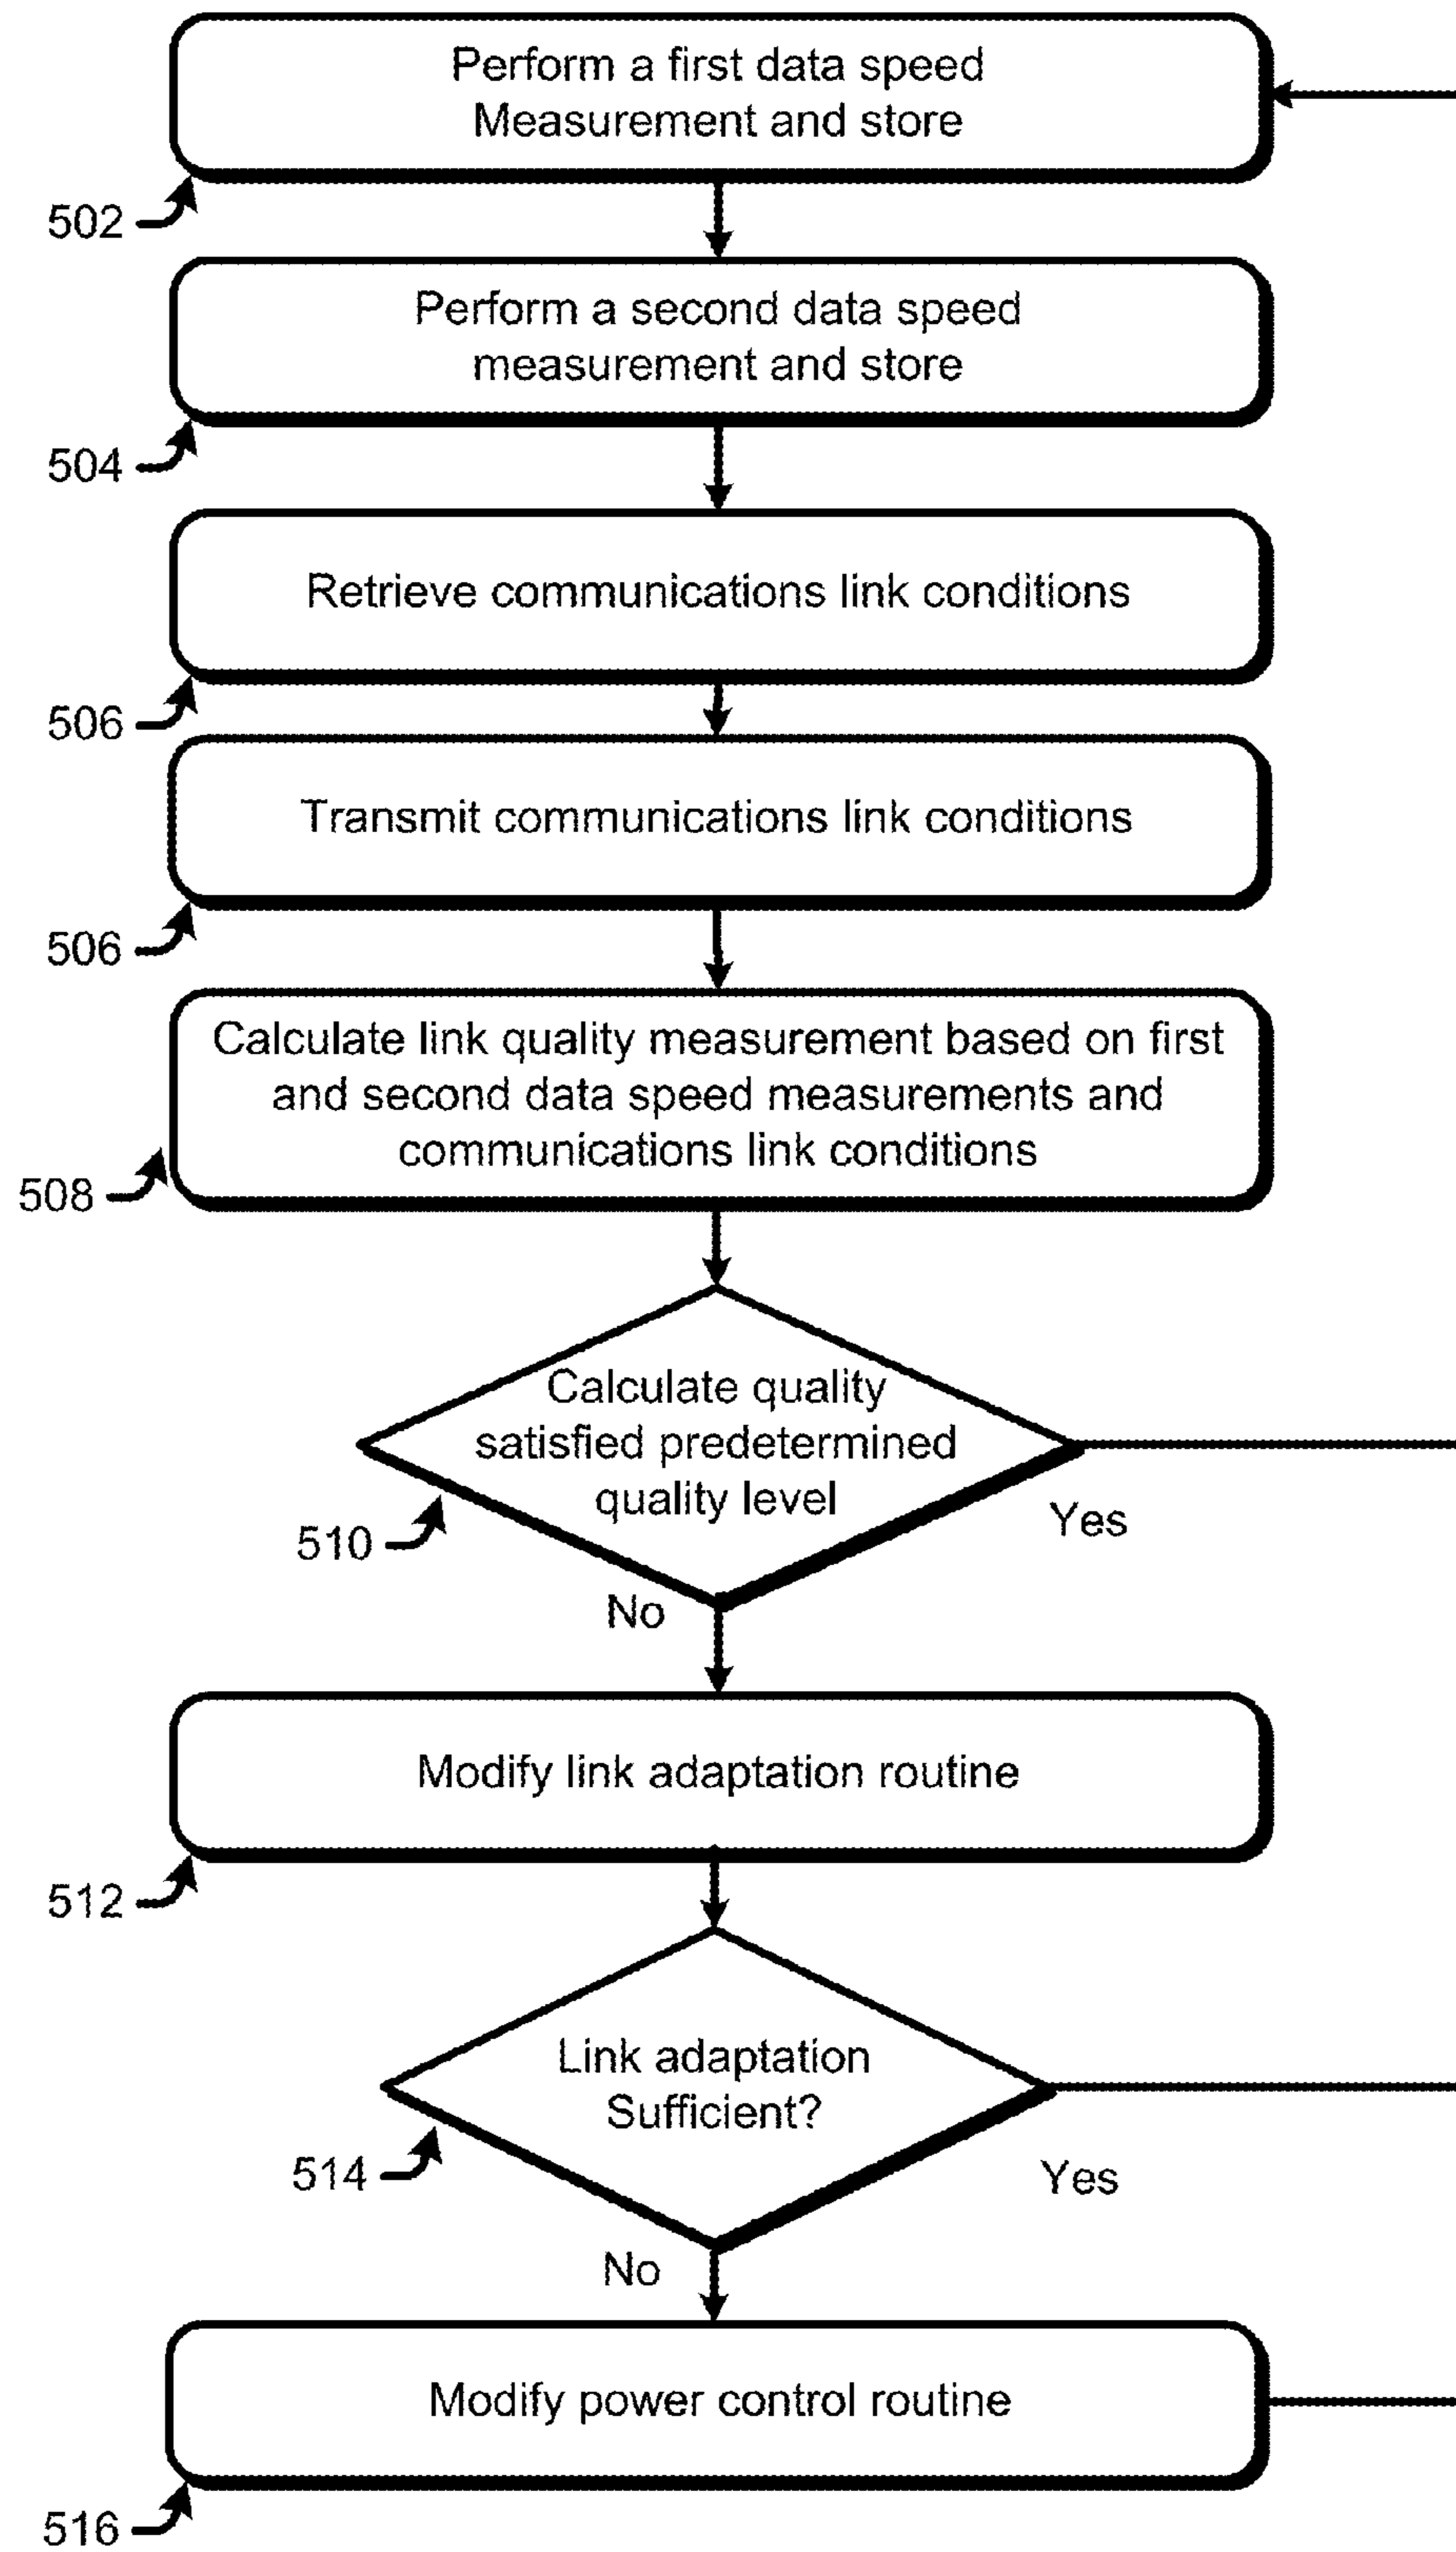 Perform a first data speed
Measurement and store
502
Perform a second data speed
measurement and store
504
Retrieve communications link conditions
506
Transmit communications link conditions
506
Calculate link quality measurement based on first
and second data speed measurements and
communications link conditions
508
Calculate quality
satisfied predetermined
quality level
510
Yes
No
Modify link adaptation routine
512
Link adaptation
Sufficient?
514
Yes
No
Modify power control routine
516